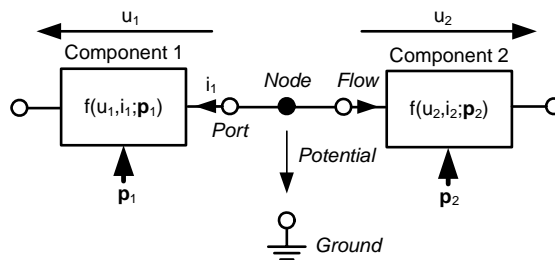 u1 u2
Component 1 Component 2
i1 Node Flow
f(u1,i1;p1) f(u2,i2;p2)
Port
Potential
p1 p2
Ground